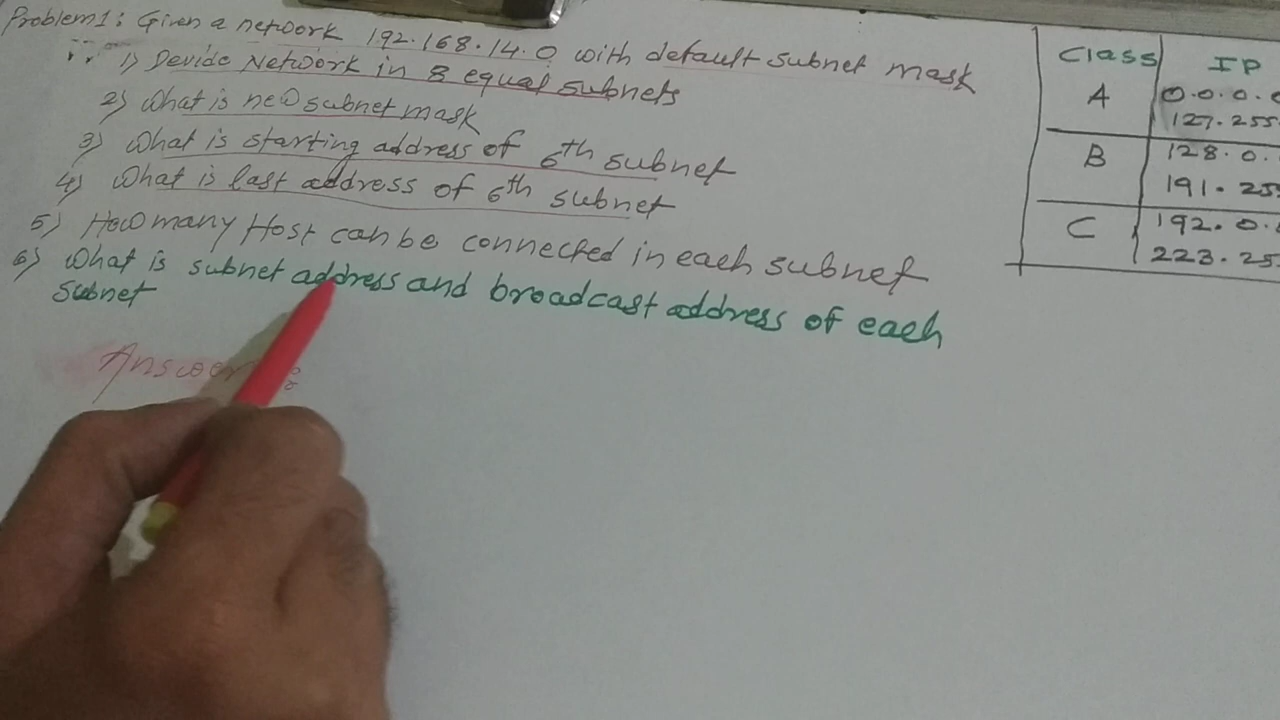 Problem1: Given a network 192.168.14.0 with default subnet mask
1) Devide Network in 8 equal subnets
2) What is new subnet mask
3) What is starting address of 6th subnet
4) What is last address of 6th subnet
5) How many Host can be connected in each subnet
6) What is subnet address and broadcast address of each
subnet
Answer
Class IP
A 0.0.0.
127.255
B 128.0.
191.25
C 192.0.
223.25